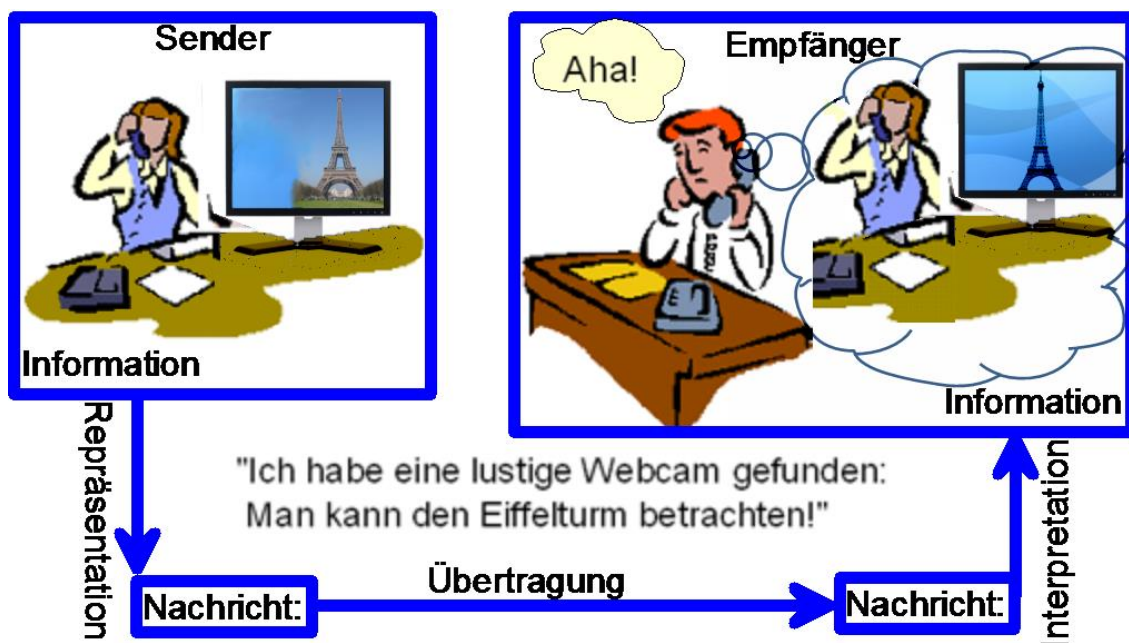 Sender
Information
Empfänger
Aha!
Information
Repräsentation
"Ich habe eine lustige Webcam gefunden:
Man kann den Eiffelturm betrachten!"
Nachricht:
Übertragung
Nachricht:
Interpretation